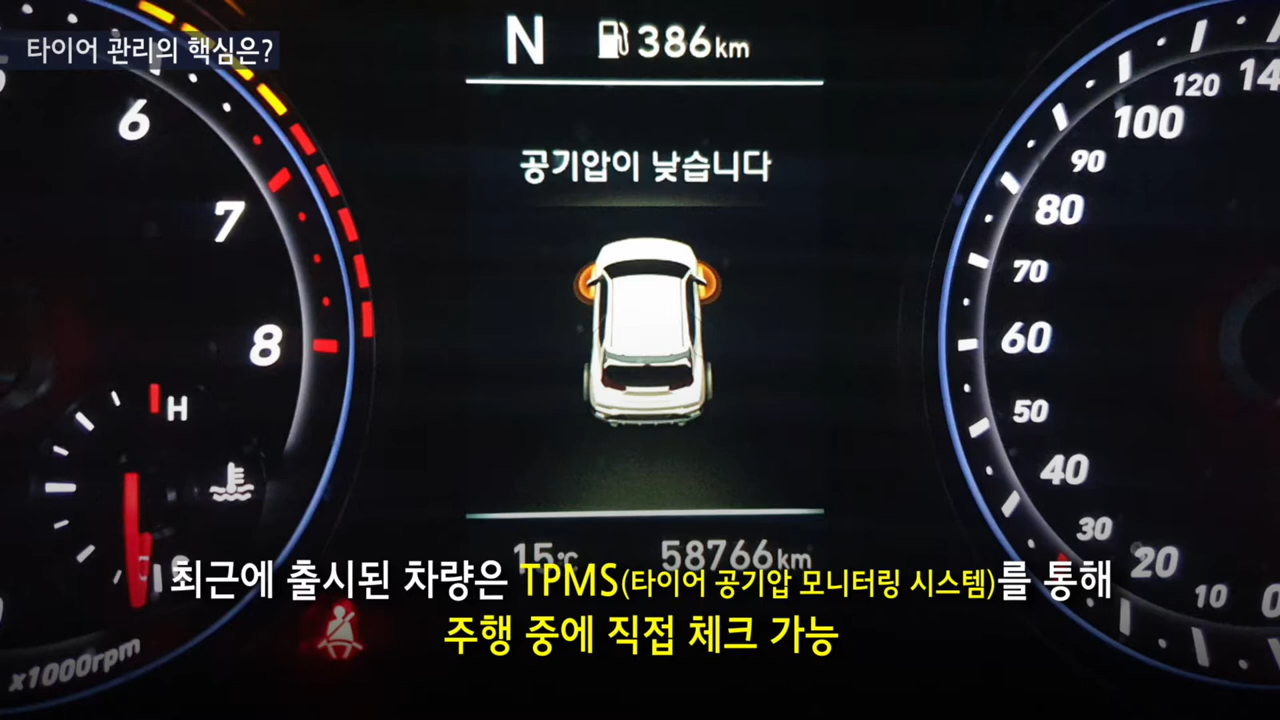 타이어 관리의 핵심은?
N 386km
공기압이 낮습니다
6
7
8
H
x1000rpm
15℃ 58766km
14
120
100
90
80
70
60
50
40
30
20
10
0
최근에 출시된 차량은 TPMS(타이어 공기압 모니터링 시스템)를 통해
주행 중에 직접 체크 가능